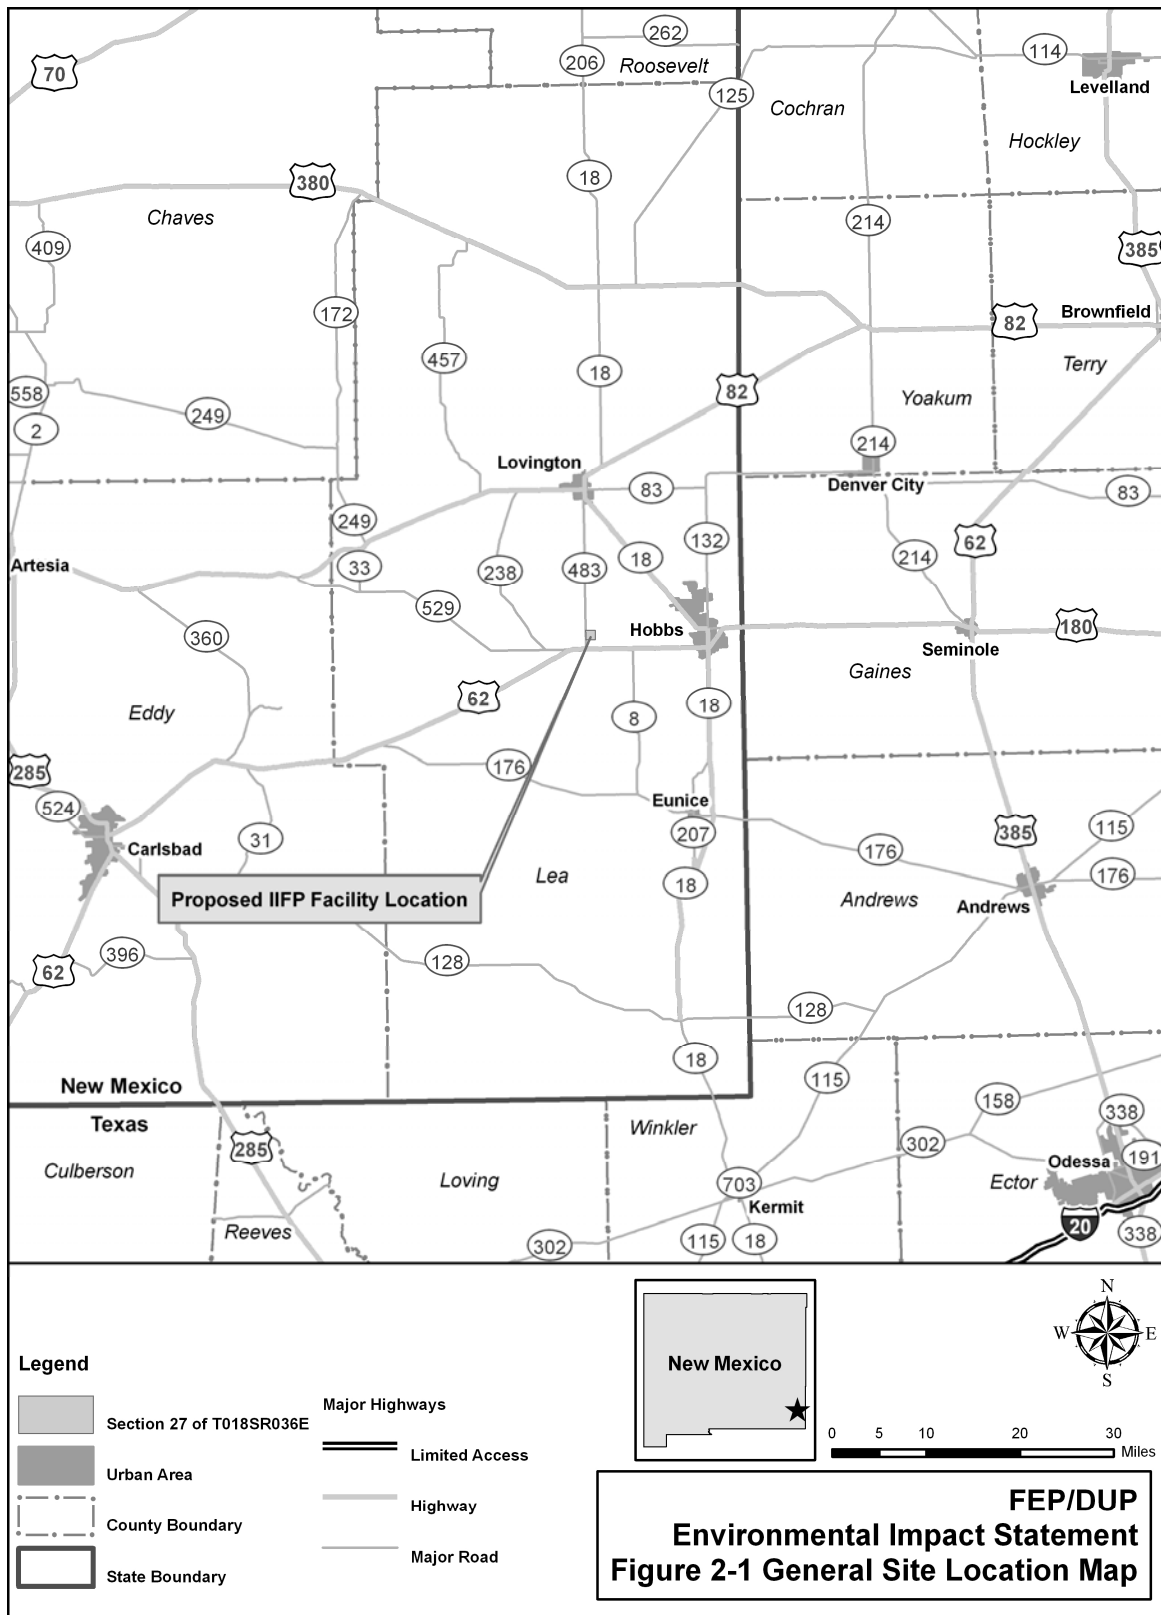 262
206
Roosevelt
70
114
125
Levelland
Cochran
Hockley
380
18
Chaves
214
409
385
172
Brownfield
82
457
Terry
18
82
558
Yoakum
249
2
214
Lovington
Denver City
83
83
249
132
62
18
214
Artesia
33
238
483
529
Hobbs
180
360
Seminole
Gaines
62
18
8
Eddy
285
176
Eunice
524
207
385
115
31
Carlsbad
176
176
Lea
18
Andrews
Andrews
Proposed IIFP Facility Location
396
128
62
128
18
115
New Mexico
158
338
Texas
Winkler
285
302
191
Culberson
Odessa
Loving
703
Ector
Kermit
20
Reeves
302
115
18
338
N
W
E
S
New Mexico
Legend
Section 27 of T018SR036E
Urban Area
County Boundary
State Boundary
Major Highways
Limited Access
Highway
Major Road
0 5 10 20 30 Miles
FEP/DUP
Environmental Impact Statement
Figure 2-1 General Site Location Map